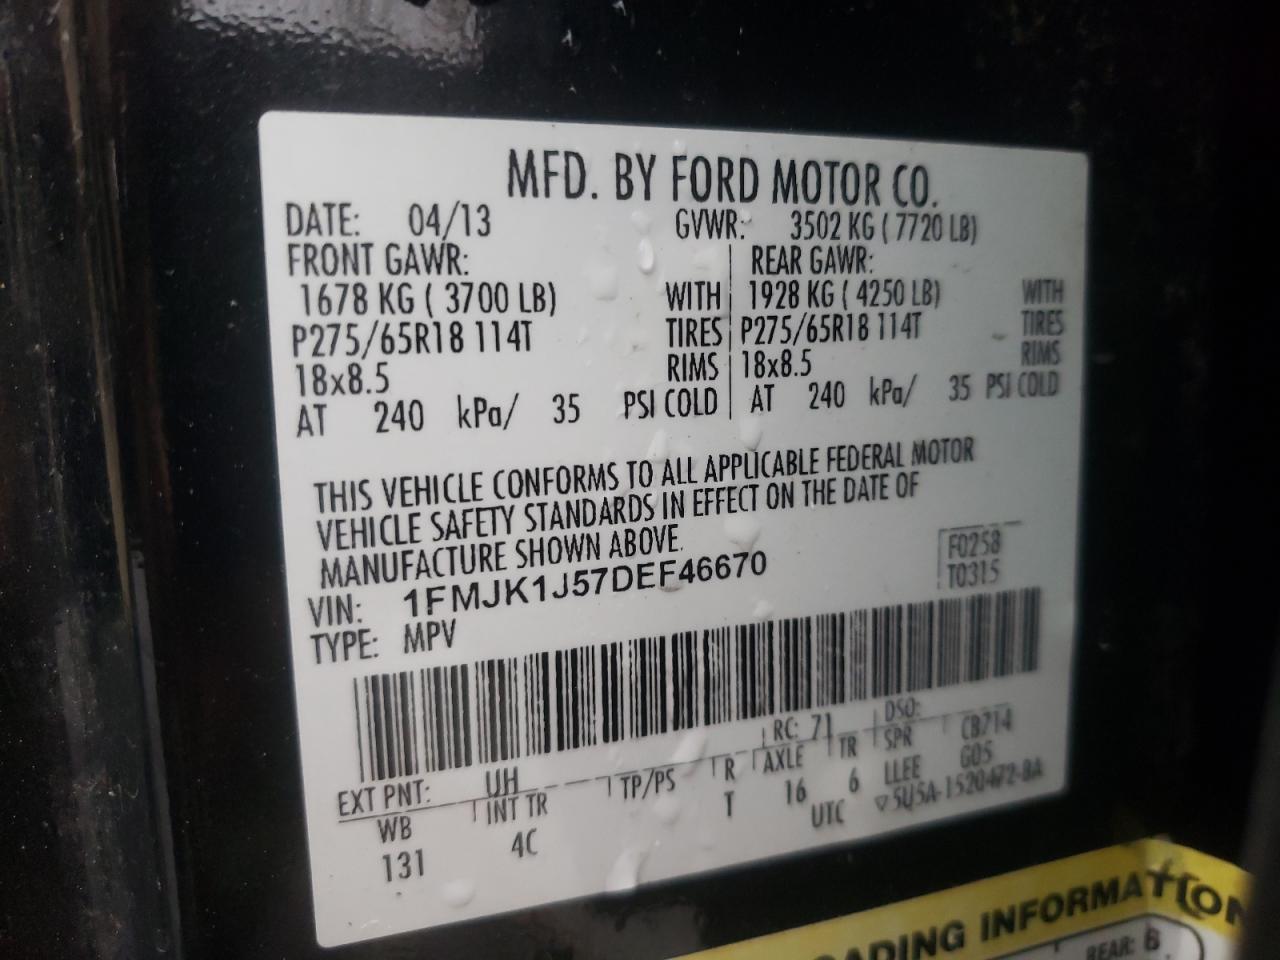 MFD. BY FORD MOTOR CO.
DATE: 04/13 GVWR: 3502 KG ( 7720 LB)
FRONT GAWR: REAR GAWR:
1678 KG ( 3700 LB) WITH 1928 KG ( 4250 LB) WITH
P275/65R18 114T TIRES P275/65R18 114T TIRES
18x8.5 RIMS 18x8.5 RIMS
AT 240 kPa/ 35 PSI COLD AT 240 kPa/ 35 PSI COLD
THIS VEHICLE CONFORMS TO ALL APPLICABLE FEDERAL MOTOR
VEHICLE SAFETY STANDARDS IN EFFECT ON THE DATE OF
MANUFACTURE SHOWN ABOVE.
F0258
T0315
VIN: 1FMJK1J57DEF46670
TYPE: MPV
EXT PNT: UH RC: 71 DSO: CB714
WB INT TR TP/PS R AXLE TR SPR G05
131 4C T 16 6 LLEE
UTC ▽5U5A-1520472-BA
ADING INFORMATION
REAR: B